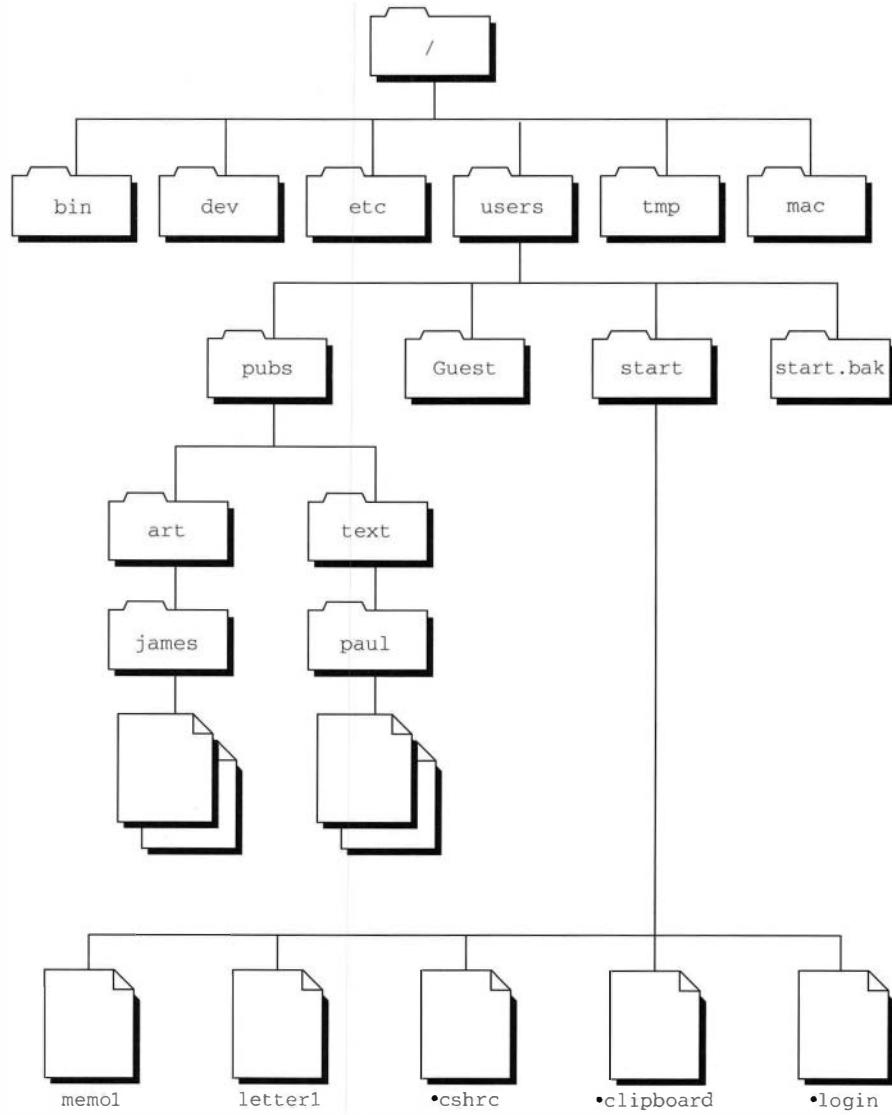 /
bin dev etc users tmp mac
pubs Guest start start.bak
art text
james paul
memo1 letter1 •cshrc •clipboard •login